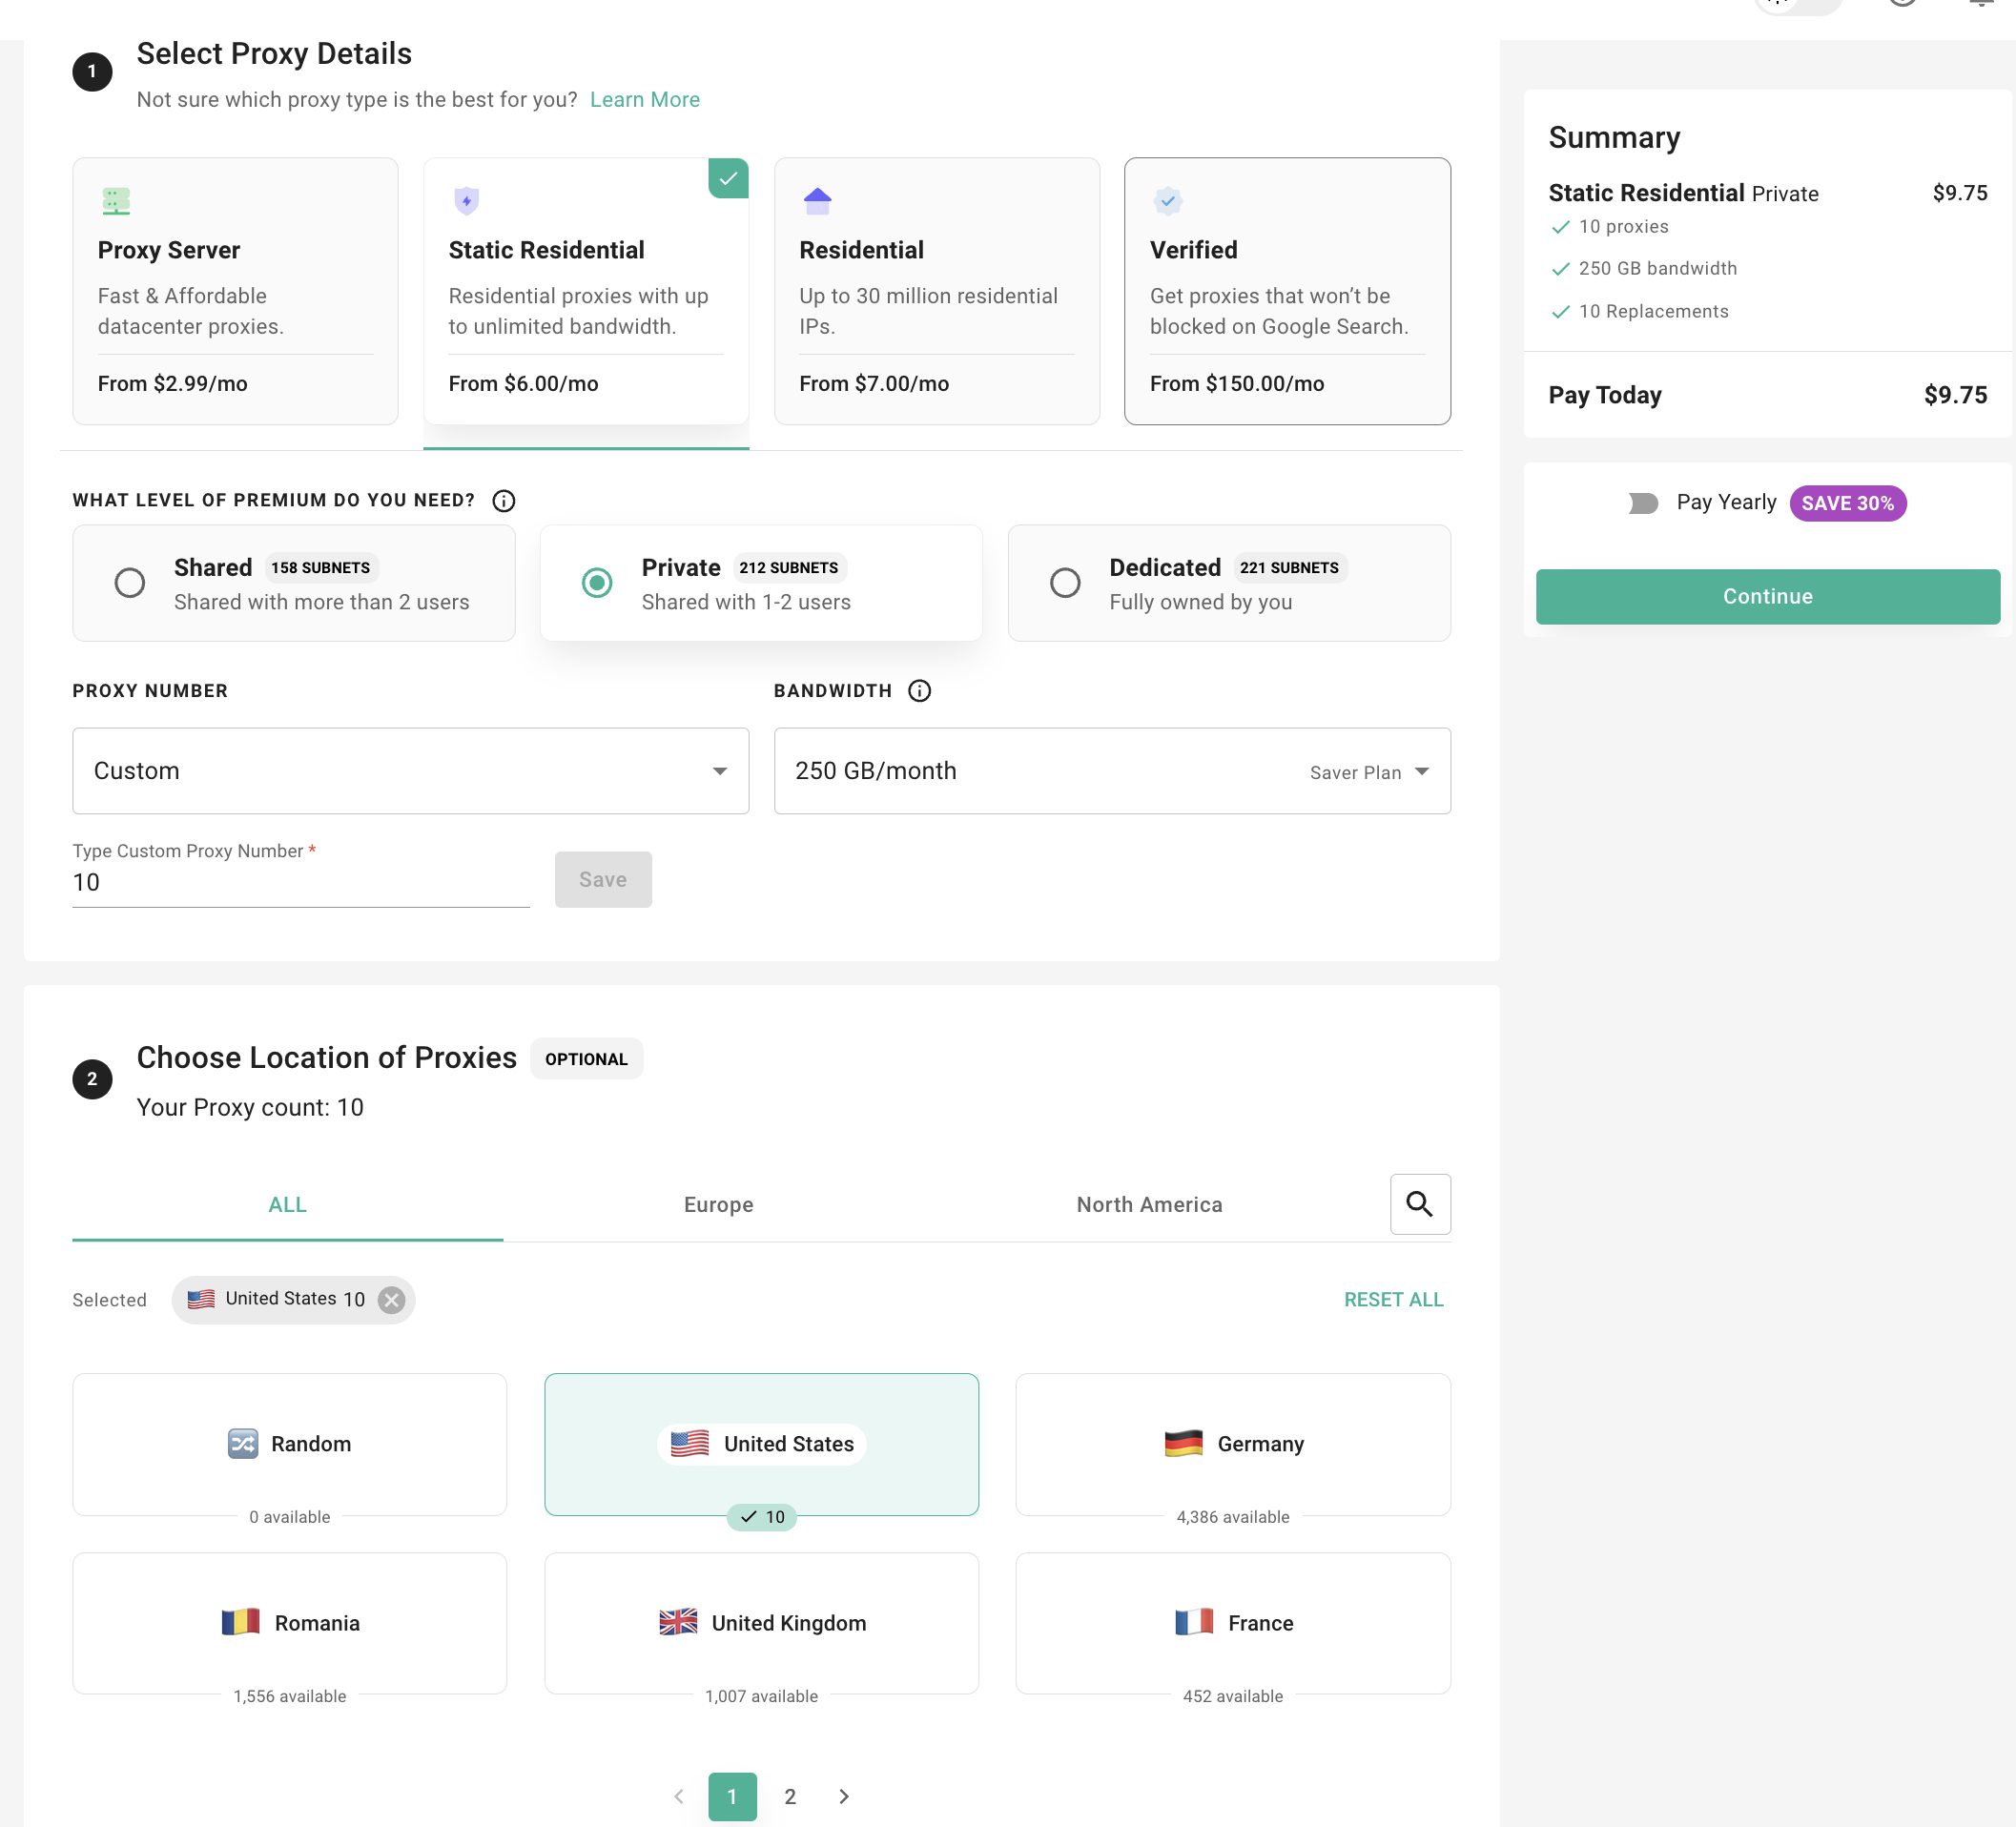 1
Select Proxy Details
Not sure which proxy type is the best for you? Learn More
Proxy Server
Fast & Affordable
datacenter proxies.
From $2.99/mo
Static Residential
Residential proxies with up
to unlimited bandwidth.
From $6.00/mo
Residential
Up to 30 million residential
IPs.
From $7.00/mo
Verified
Get proxies that won’t be
blocked on Google Search.
From $150.00/mo
WHAT LEVEL OF PREMIUM DO YOU NEED?
Shared 158 SUBNETS
Shared with more than 2 users
Private 212 SUBNETS
Shared with 1-2 users
Dedicated 221 SUBNETS
Fully owned by you
PROXY NUMBER
Custom
Type Custom Proxy Number *
10
Save
BANDWIDTH
250 GB/month Saver Plan
2
Choose Location of Proxies OPTIONAL
Your Proxy count: 10
ALL
Europe
North America
Selected
United States 10
RESET ALL
Random
0 available
United States
10
Germany
4,386 available
Romania
1,556 available
United Kingdom
1,007 available
France
452 available
1
2
Summary
Static Residential Private $9.75
10 proxies
250 GB bandwidth
10 Replacements
Pay Today $9.75
Pay Yearly SAVE 30%
Continue